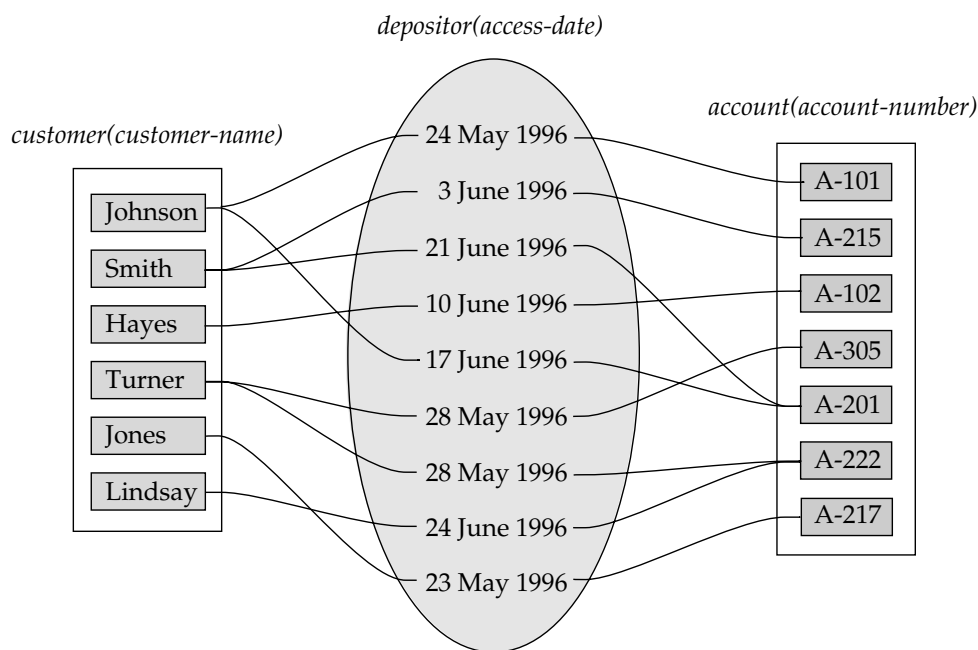 depositor(access-date)
customer(customer-name)
account(account-number)
Johnson
Smith
Hayes
Turner
Jones
Lindsay
24 May 1996
3 June 1996
21 June 1996
10 June 1996
17 June 1996
28 May 1996
28 May 1996
24 June 1996
23 May 1996
A-101
A-215
A-102
A-305
A-201
A-222
A-217